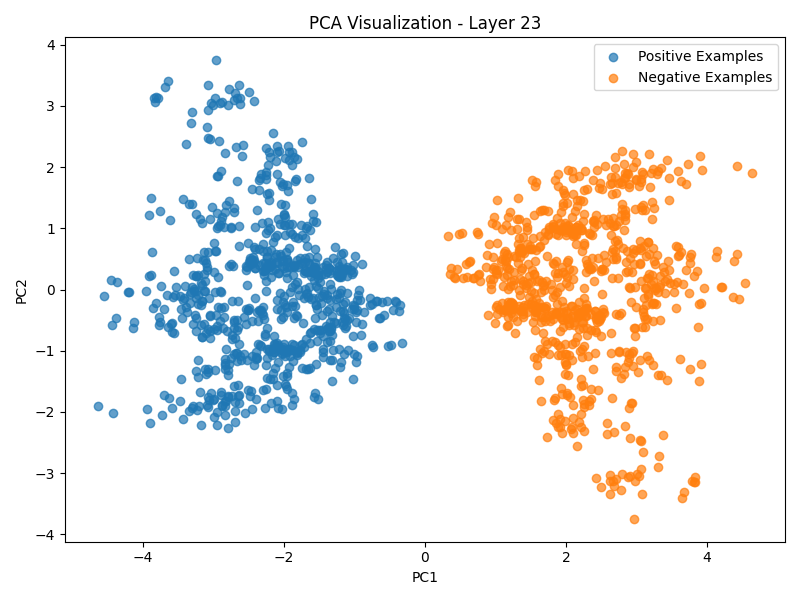 PCA Visualization - Layer 23
Positive Examples
Negative Examples
4
3
2
1
0
−1
−2
−3
−4
PC2
−4
−2
0
2
4
PC1